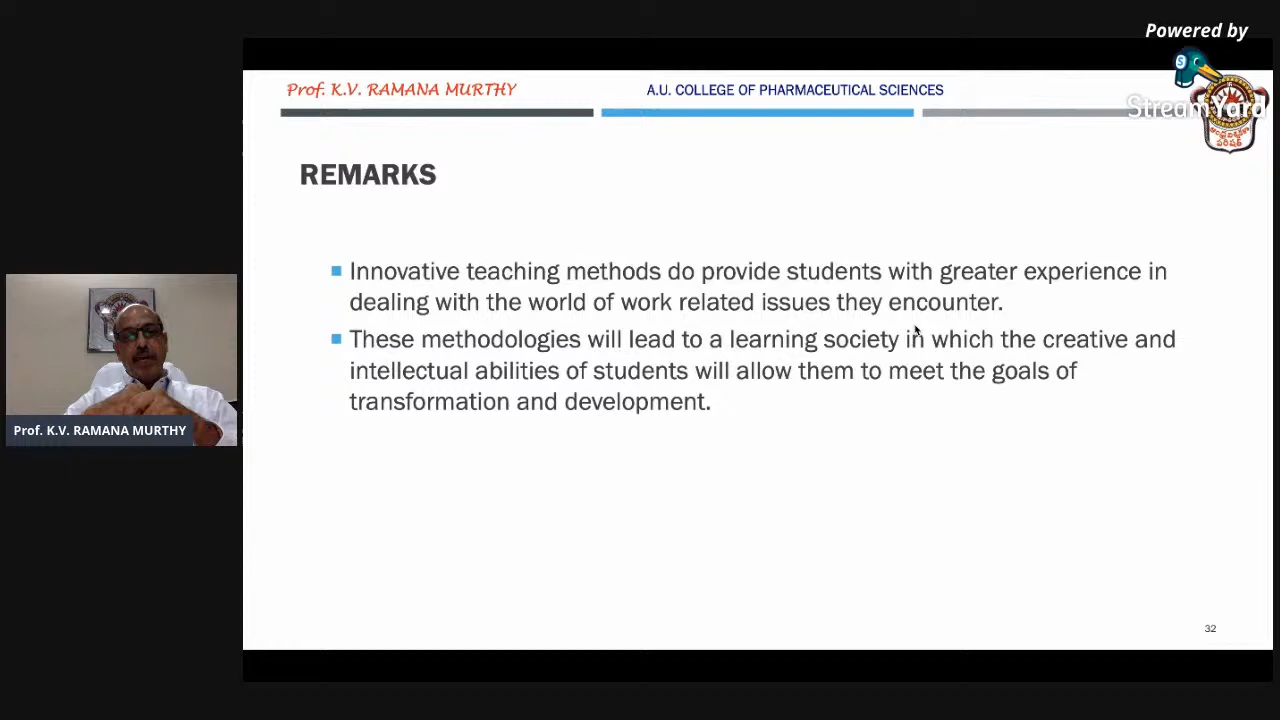 Powered by
StreamYard
Prof. K.V. RAMANA MURTHY
A.U. COLLEGE OF PHARMACEUTICAL SCIENCES
REMARKS
Innovative teaching methods do provide students with greater experience in
dealing with the world of work related issues they encounter.
These methodologies will lead to a learning society in which the creative and
intellectual abilities of students will allow them to meet the goals of
transformation and development.
Prof. K.V. RAMANA MURTHY
32